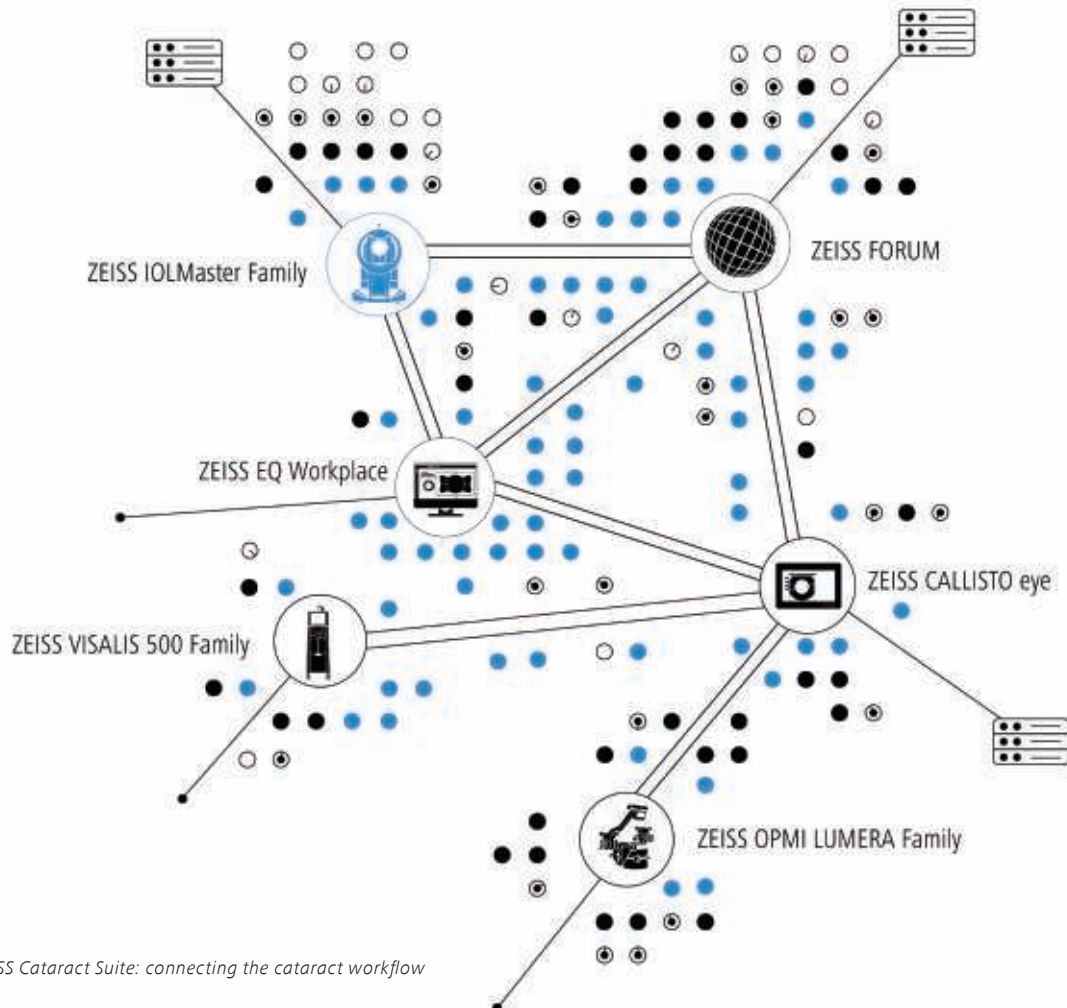 ZEISS FORUM
ZEISS IOLMaster Family
ZEISS EQ Workplace
ZEISS CALLISTO eye
ZEISS VISALIS 500 Family
ZEISS OPMI LUMERA Family
SS Cataract Suite: connecting the cataract workflow